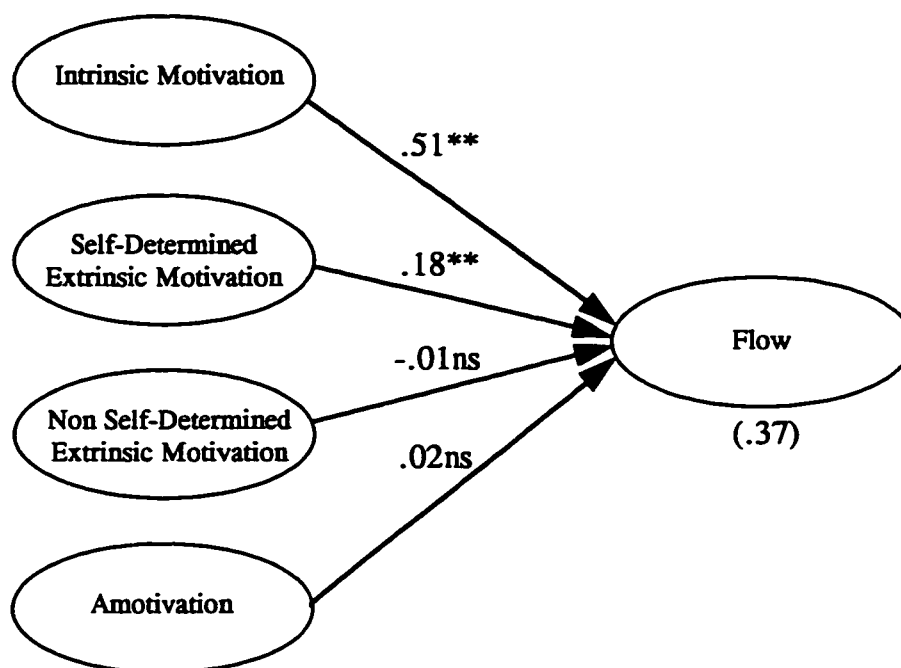 Intrinsic Motivation
.51**
Self-Determined
Extrinsic Motivation
.18**
Flow
(.37)
-.01ns
Non Self-Determined
Extrinsic Motivation
.02ns
Amotivation